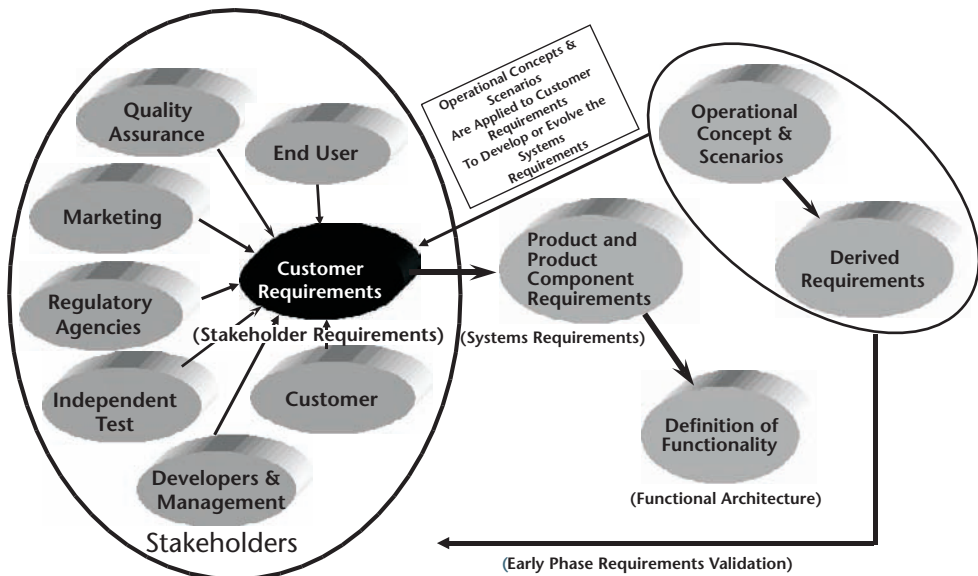 Quality
Assurance
End User
Marketing
Regulatory
Agencies
Independent
Test
Developers &
Management
Customer
Customer
Requirements
(Stakeholder Requirements)
Stakeholders
Operational Concepts &
Scenarios
Are Applied to Customer
Requirements
To Develop or Evolve the
Systems
Requirements
Product and
Product
Component
Requirements
(Systems Requirements)
Definition of
Functionality
(Functional Architecture)
Operational
Concept &
Scenarios
Derived
Requirements
(Early Phase Requirements Validation)